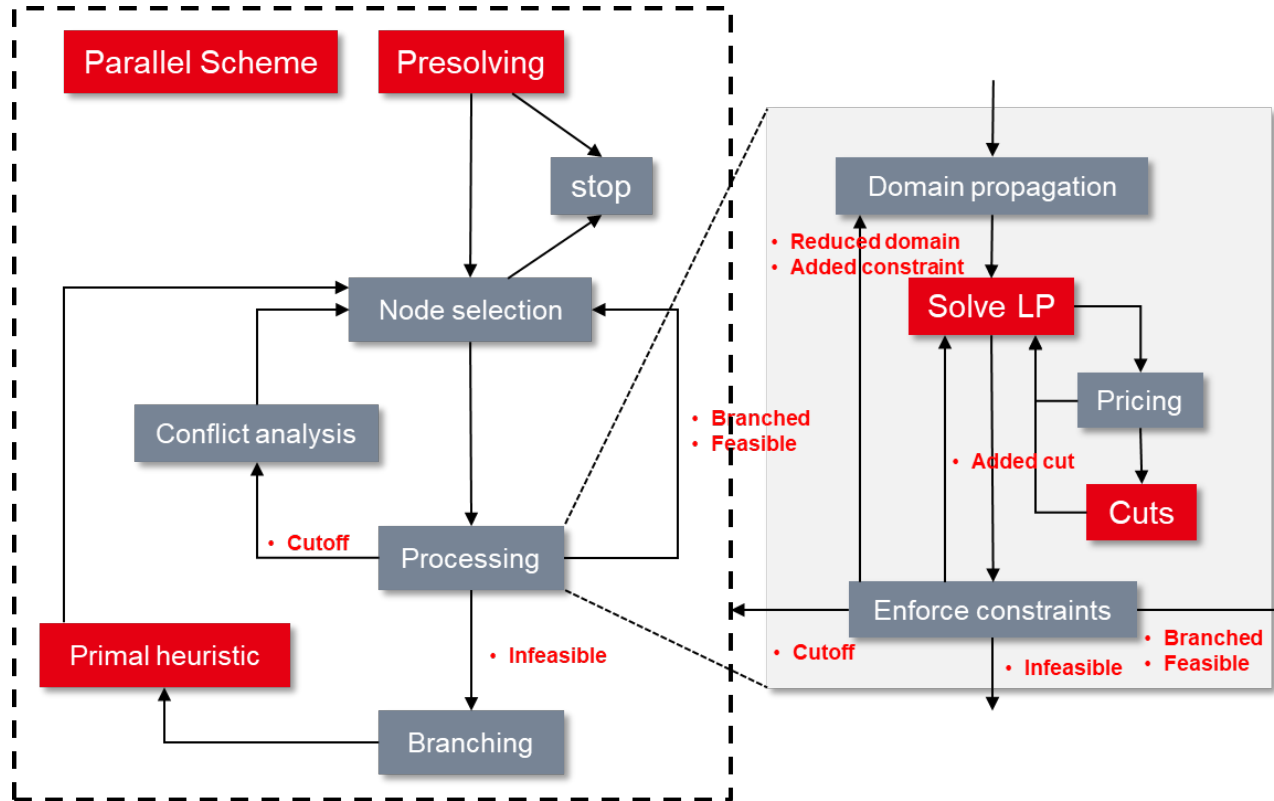 Parallel Scheme
Presolving
stop
Node selection
Conflict analysis
• Branched
• Feasible
• Cutoff
Processing
Primal heuristic
• Infeasible
Branching
Domain propagation
• Reduced domain
• Added constraint
Solve LP
Pricing
• Added cut
Cuts
Enforce constraints
• Cutoff
• Infeasible
• Branched
• Feasible